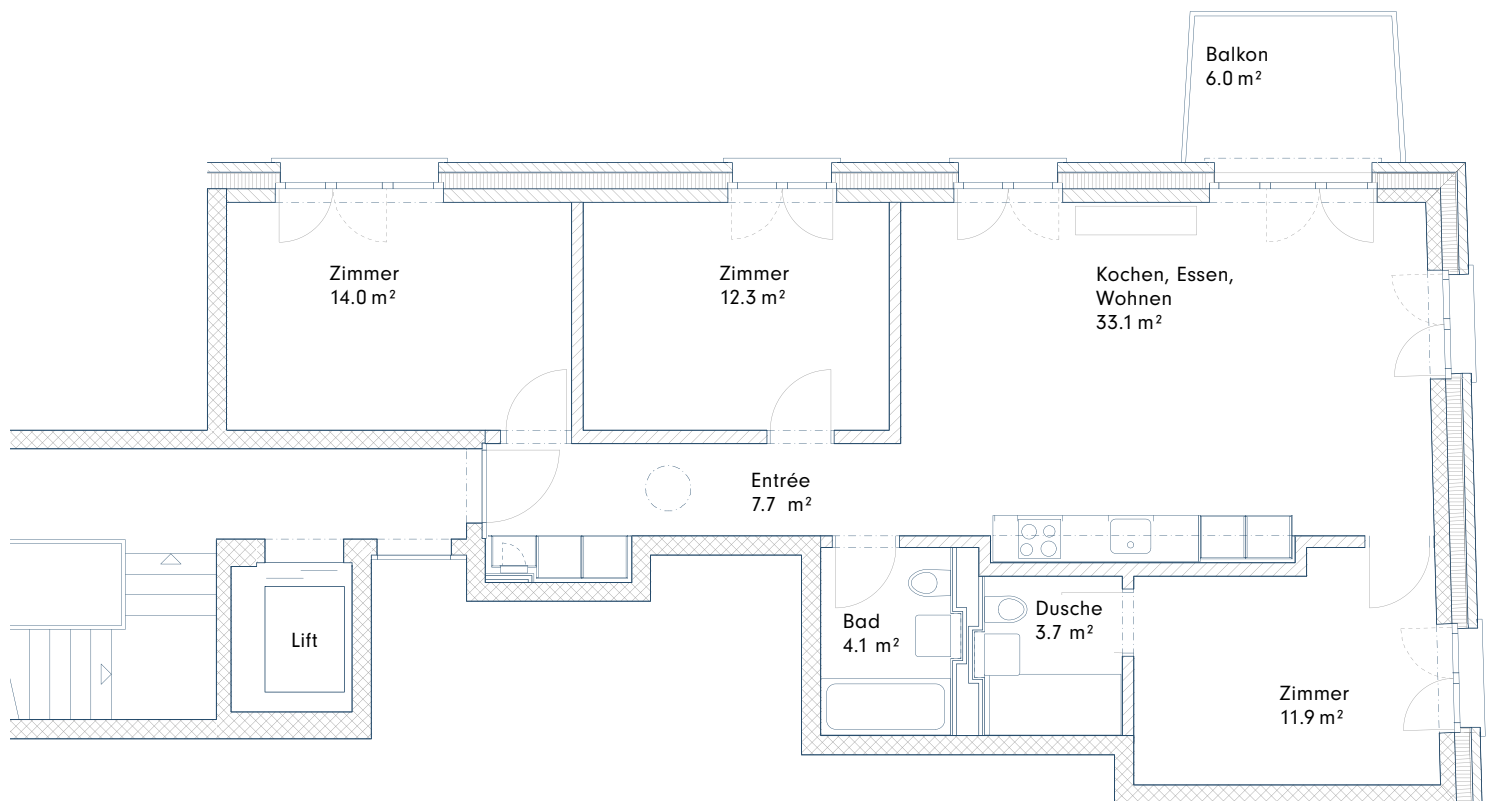 Balkon
6.0 m²
Zimmer
14.0 m²
Zimmer
12.3 m²
Kochen, Essen,
Wohnen
33.1 m²
Entrée
7.7 m²
Lift
Bad
4.1 m²
Dusche
3.7 m²
Zimmer
11.9 m²